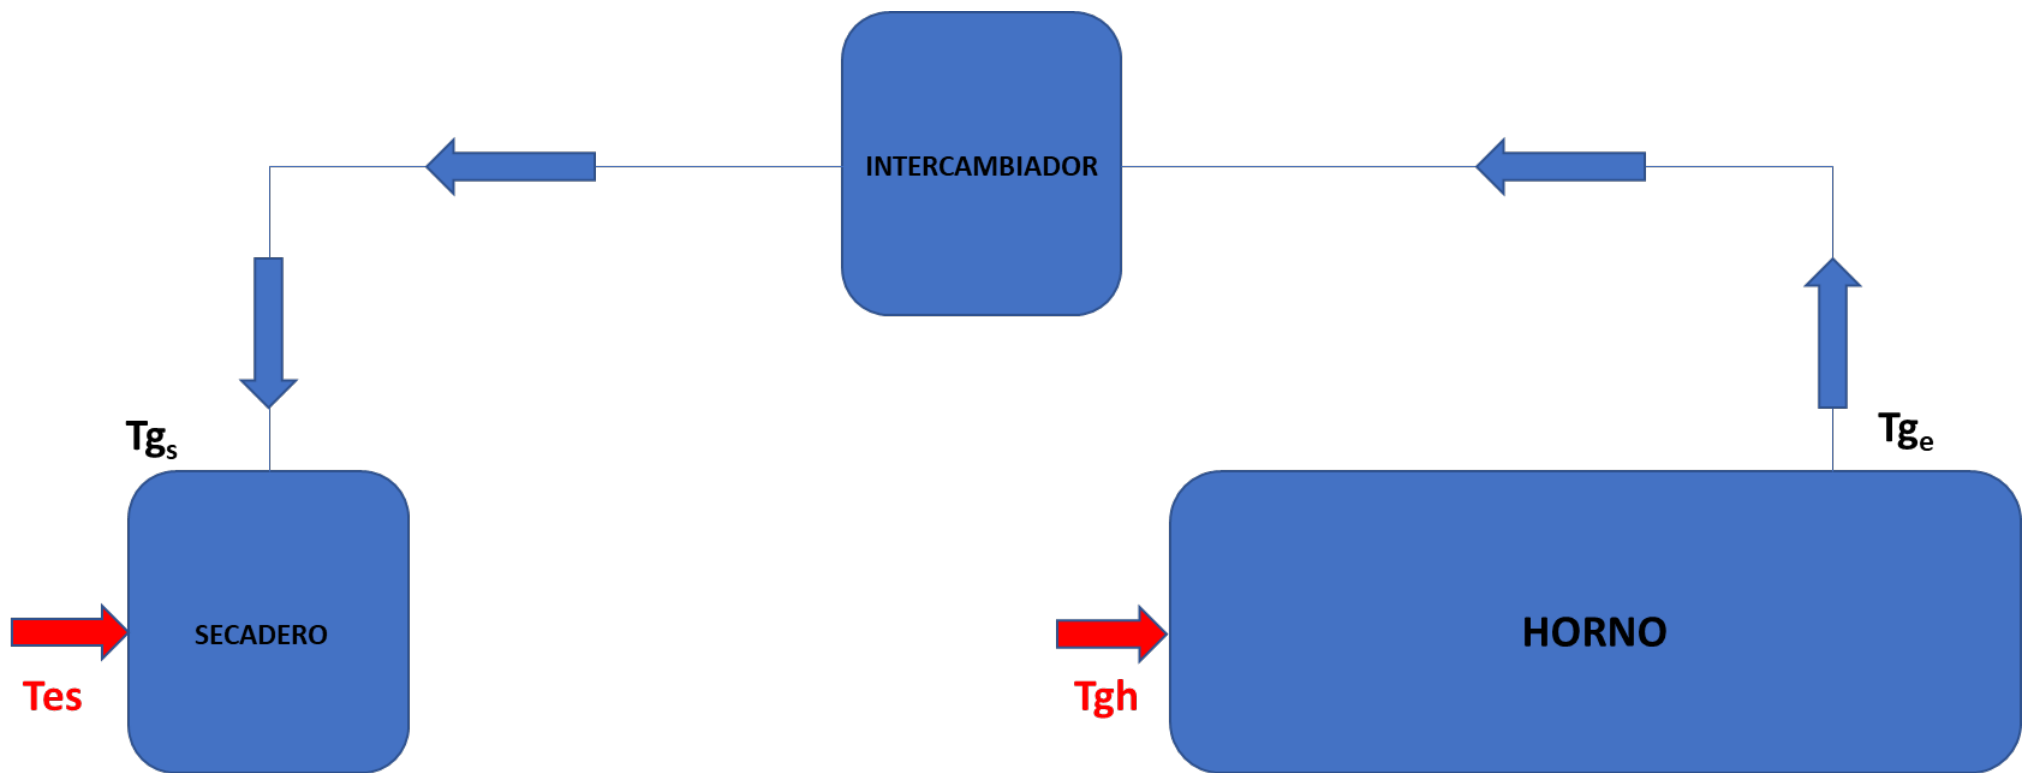 INTERCAMBIADOR
Tgs
Tge
SECADERO
HORNO
Tes
Tgh